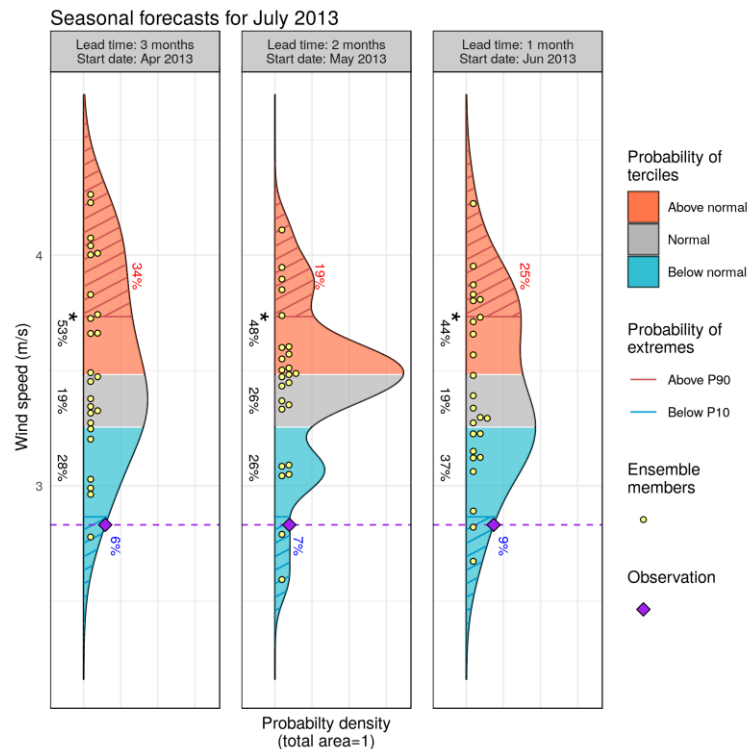 Seasonal forecasts for July 2013
Lead time: 3 months
Start date: Apr 2013
Lead time: 2 months
Start date: May 2013
Lead time: 1 month
Start date: Jun 2013
Wind speed (m/s)
4
3
34%
*
53%
19%
28%
6%
19%
*
48%
26%
26%
7%
25%
*
44%
19%
37%
9%
Probabilty density
(total area=1)
Probability of
terciles
Above normal
Normal
Below normal
Probability of
extremes
Above P90
Below P10
Ensemble
members
Observation